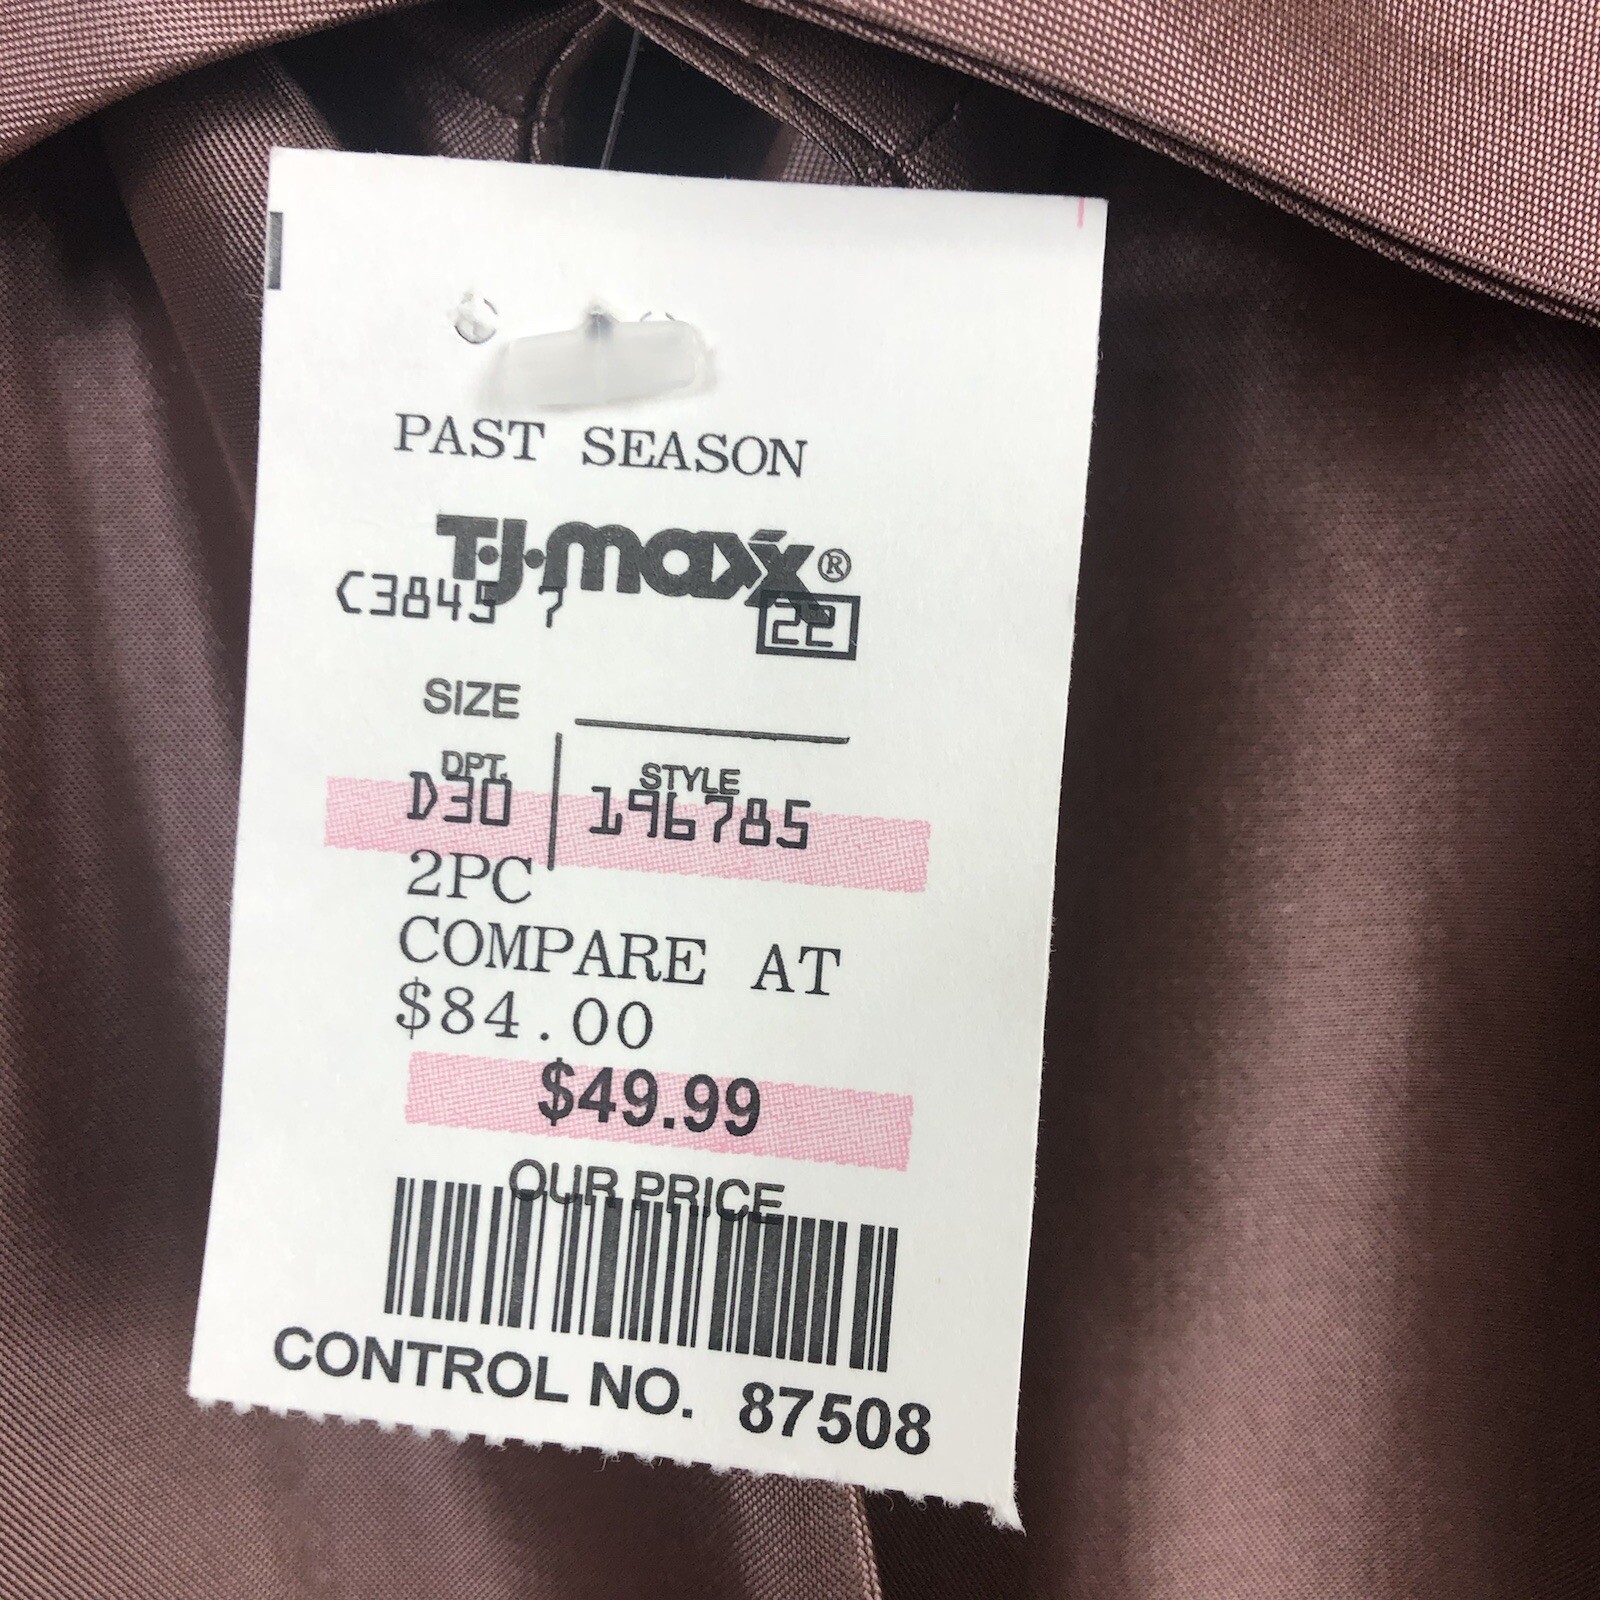 PAST SEASON
T.J.maxx®
C3845 7 22
SIZE
DPT. STYLE
D30 196785
2PC
COMPARE AT
$84.00
$49.99
OUR PRICE
CONTROL NO. 87508